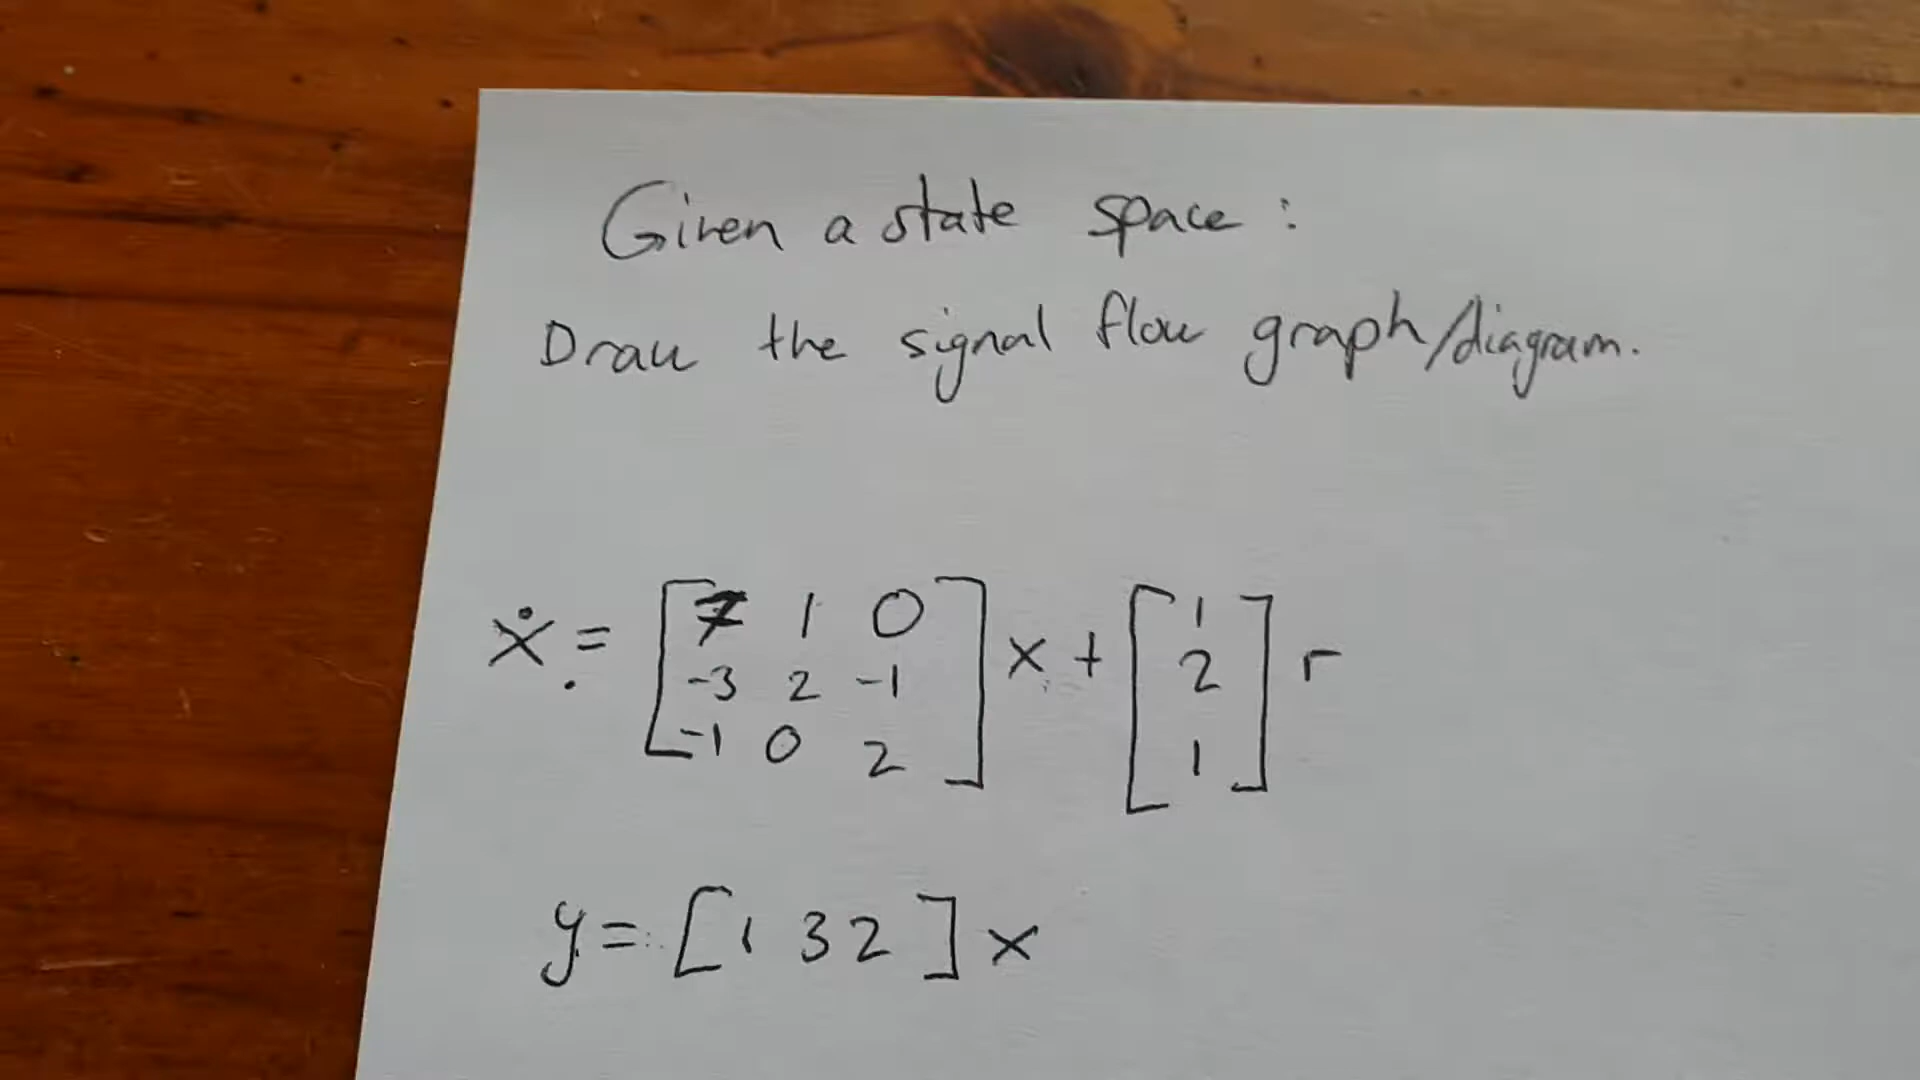 Given a state space :
Draw the signal flow graph/diagram.
ẋ = [7 1 0
-3 2 -1
-1 0 2] x + [1
2
1] r
y = [1 3 2] x